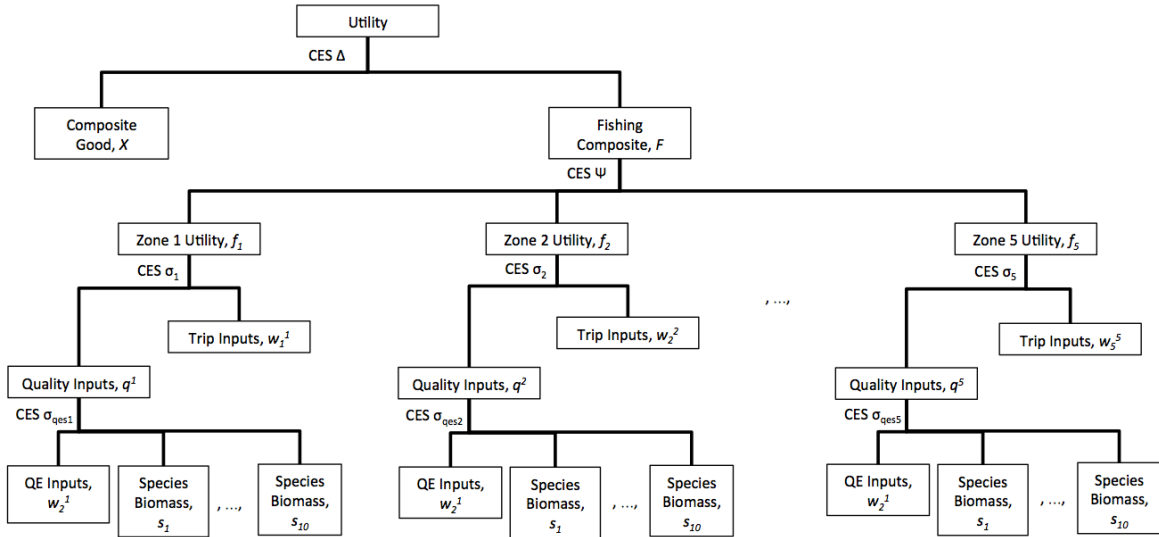 Utility
CES Δ
Composite
Good, X
Fishing
Composite, F
CES Ψ
Zone 1 Utility, f₁
Zone 2 Utility, f₂
Zone 5 Utility, f₅
CES σ₁
CES σ₂
CES σ₅
, ...,
Trip Inputs, w₁¹
Trip Inputs, w₂²
Trip Inputs, w₅⁵
Quality Inputs, q¹
Quality Inputs, q²
Quality Inputs, q⁵
CES σqes1
CES σqes2
CES σqes5
QE Inputs,
w₂¹
Species
Biomass,
s₁
, ...,
Species
Biomass,
s₁₀
QE Inputs,
w₂¹
Species
Biomass,
s₁
, ...,
Species
Biomass,
s₁₀
QE Inputs,
w₂¹
Species
Biomass,
s₁
, ...,
Species
Biomass,
s₁₀